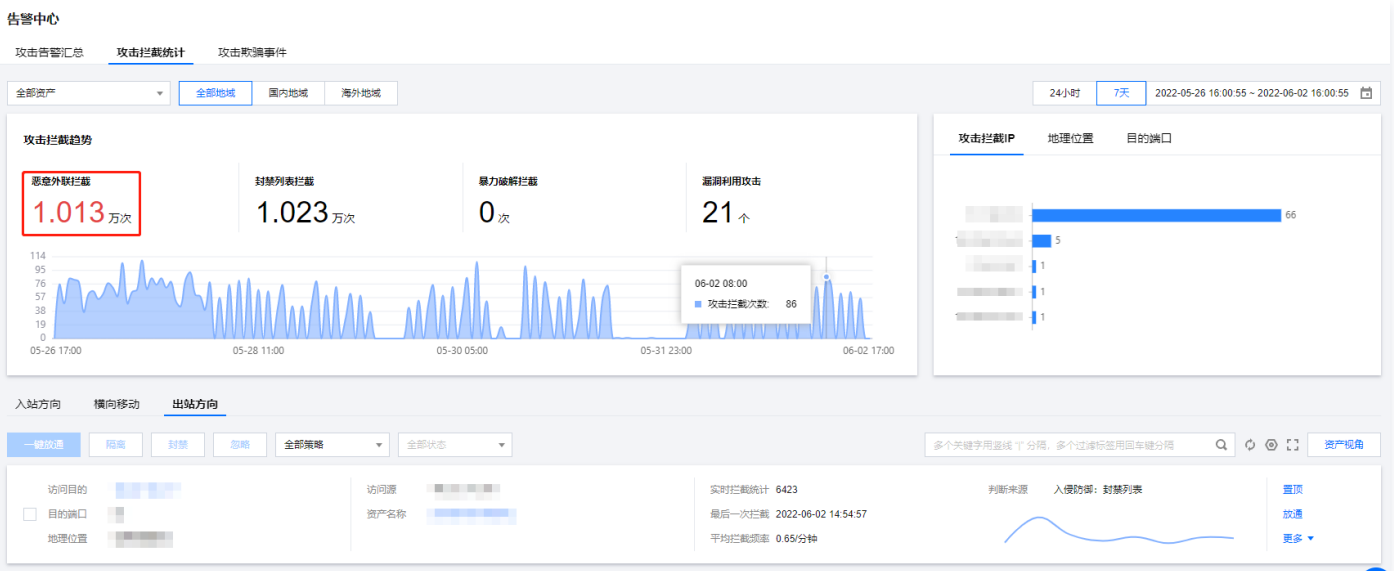 告警中心
攻击告警汇总 攻击拦截统计 攻击欺骗事件
全部资产 全部地域 国内地域 海外地域 24小时 7天 2022-05-26 16:00:55 ~ 2022-06-02 16:00:55
攻击拦截趋势
恶意外联拦截 封禁列表拦截 暴力破解拦截 漏洞利用攻击
1.013 万次 1.023 万次 0 次 21 个
114
95
76
57
38
19
0
05-26 17:00 05-28 11:00 05-30 05:00 05-31 23:00 06-02 17:00
06-02 08:00
攻击拦截次数: 86
攻击拦截IP 地理位置 目的端口
66
5
1
1
1
入站方向 横向移动 出站方向
一键放通 隔离 封禁 忽略 全部策略 全部状态 多个关键字用竖线 "|" 分隔，多个过滤标签用回车键分隔 资产视角
访问目的 访问源 实时拦截统计 6423 判断来源 入侵防御：封禁列表 置顶
目的端口 资产名称 最后一次拦截 2022-06-02 14:54:57 放通
地理位置 平均拦截频率 0.65/分钟 更多